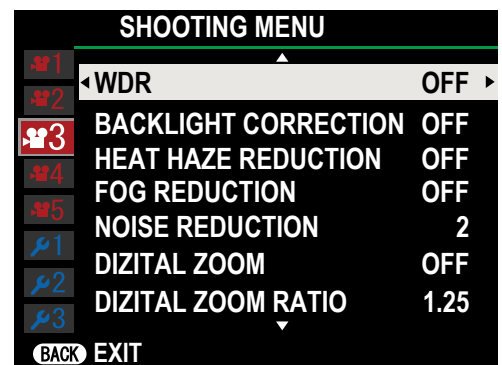 SHOOTING MENU
1
2
3
4
5
1
2
3
WDR OFF
BACKLIGHT CORRECTION OFF
HEAT HAZE REDUCTION OFF
FOG REDUCTION OFF
NOISE REDUCTION 2
DIZITAL ZOOM OFF
DIZITAL ZOOM RATIO 1.25
BACK EXIT